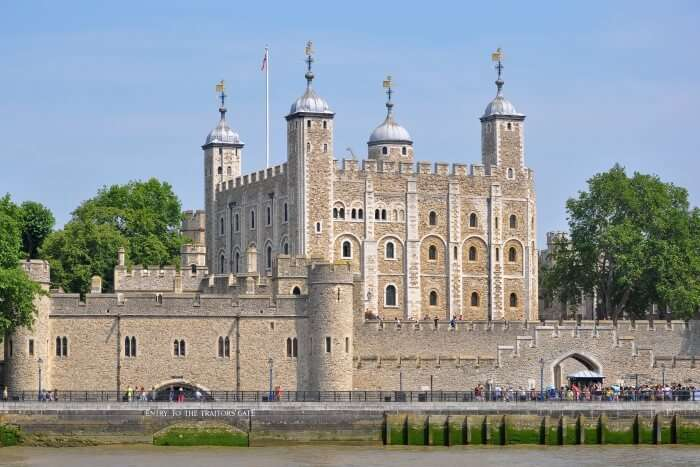 ENTRY TO THE TRAITORS' GATE